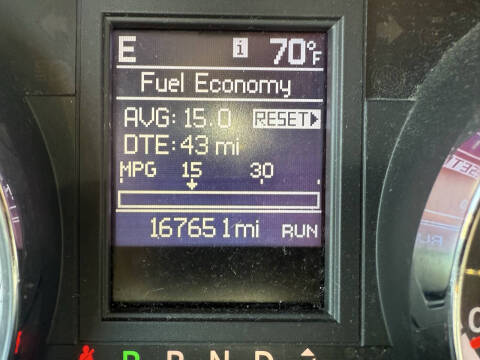 E i 70°F
Fuel Economy
AVG: 15.0 RESET
DTE: 43 mi
MPG 15 30
167651 mi RUN
P R N D